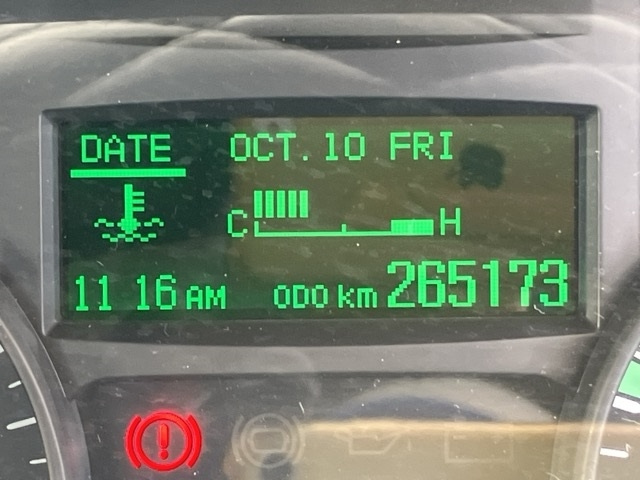 DATE OCT. 10 FRI
C H
11 16 AM ODO km 265173